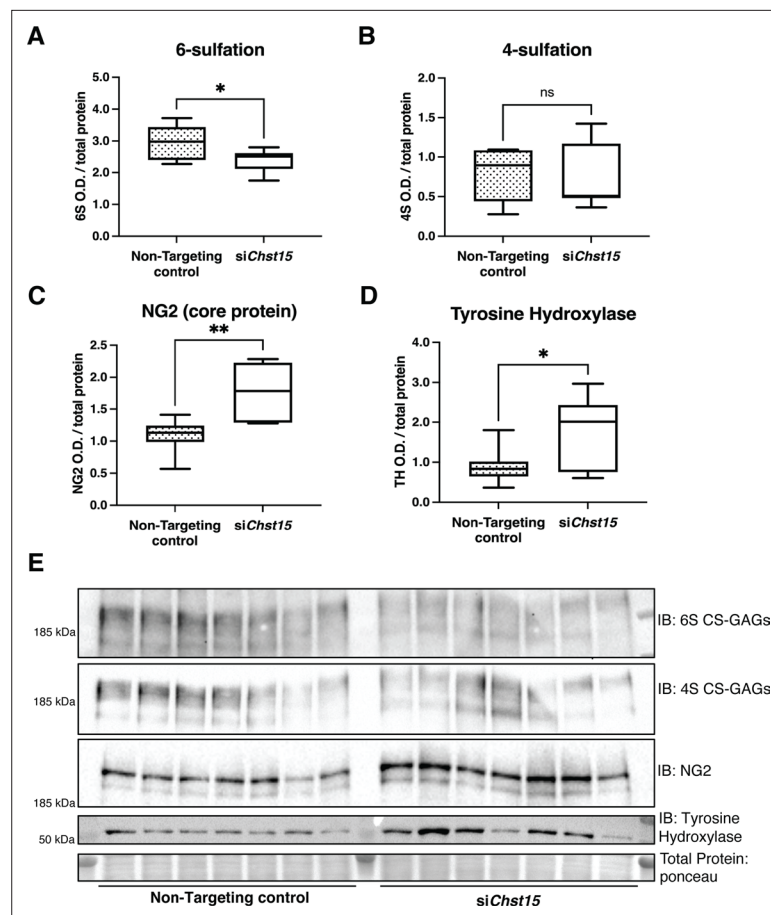 A
6-sulfation
5.0
4.0
3.0
2.0
1.0
0.0
6S O.D. / total protein
*
Non-Targeting
control
siChst15
B
4-sulfation
2.0
1.5
1.0
0.5
0.0
4S O.D. / total protein
ns
Non-Targeting
control
siChst15
C
NG2 (core protein)
2.5
2.0
1.5
1.0
0.5
0.0
NG2 O.D. / total protein
**
Non-Targeting
control
siChst15
D
Tyrosine Hydroxylase
4.0
3.0
2.0
1.0
0.0
TH O.D. / total protein
*
Non-Targeting
control
siChst15
E
185 kDa
IB: 6S CS-GAGs
185 kDa
IB: 4S CS-GAGs
185 kDa
IB: NG2
50 kDa
IB: Tyrosine
Hydroxylase
Total Protein:
ponceau
Non-Targeting control
siChst15